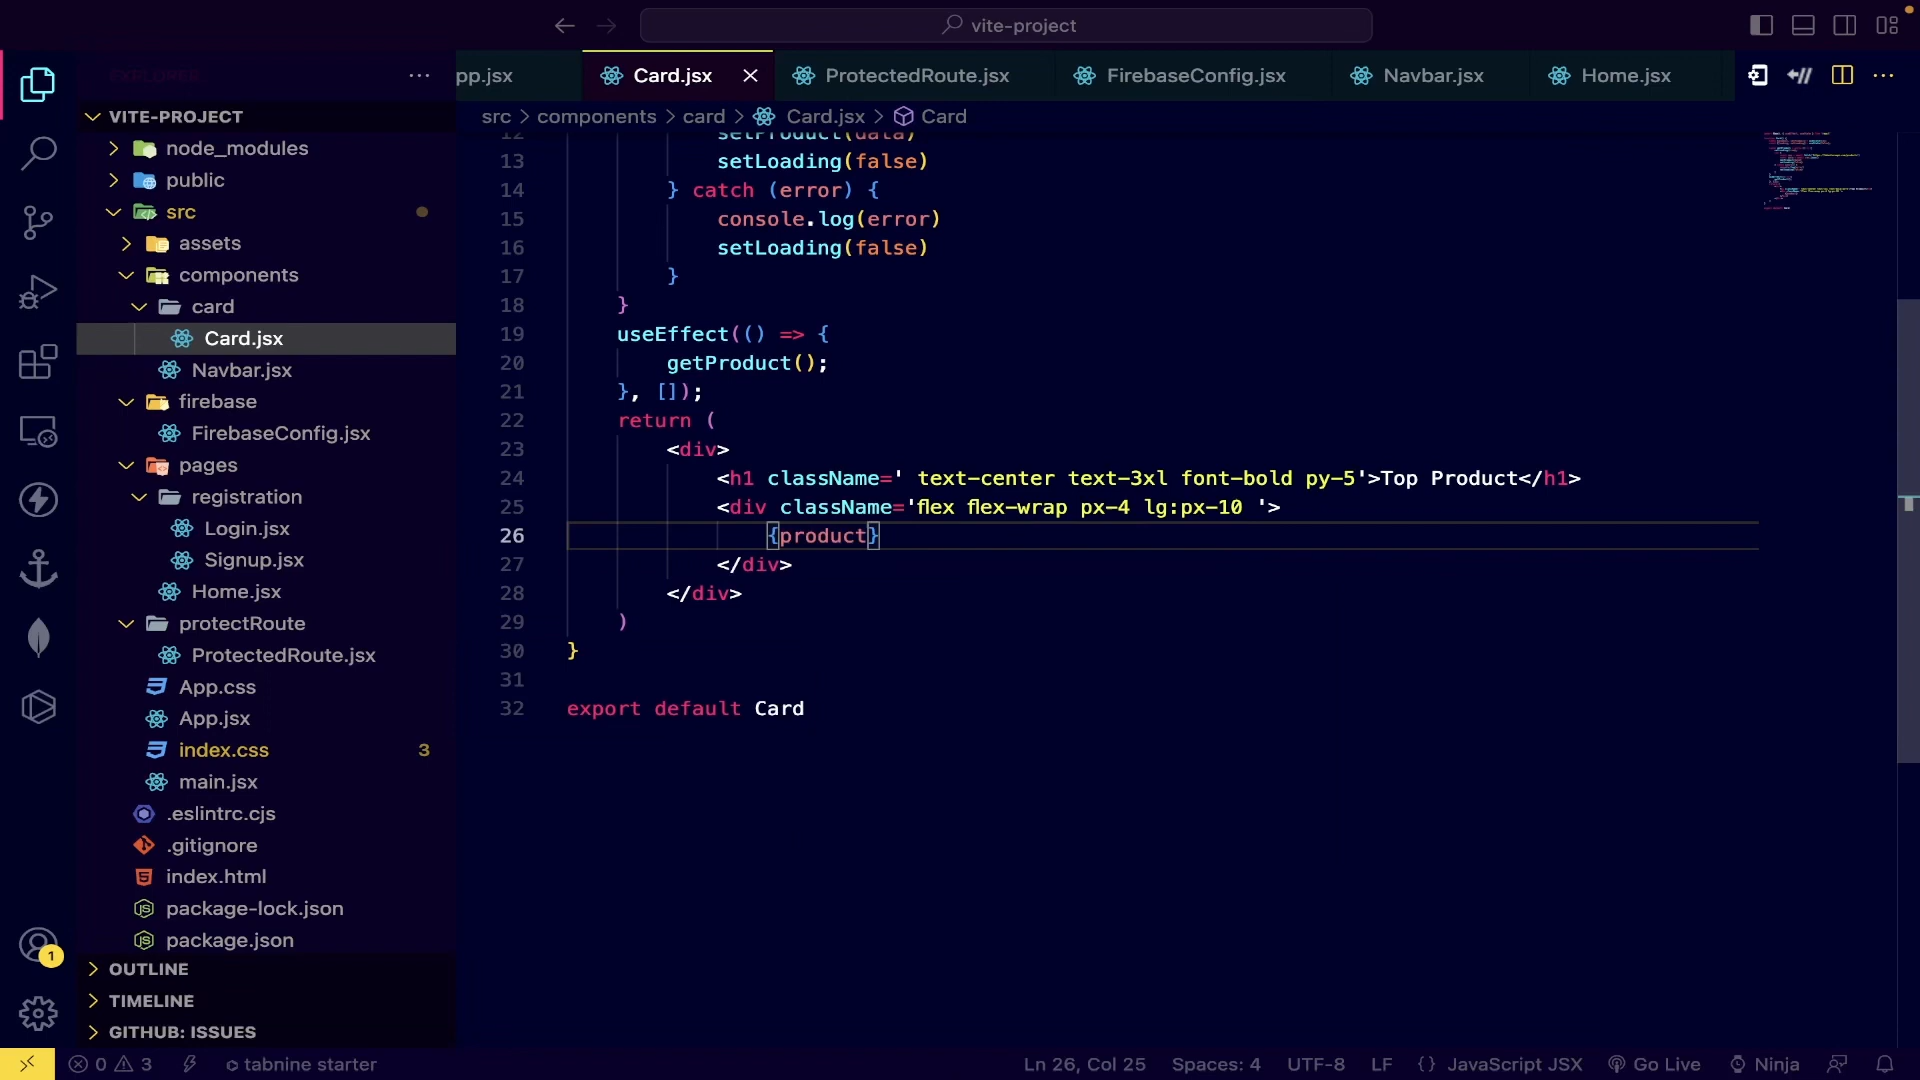 vite-project
EXPLORER
pp.jsx
Card.jsx
ProtectedRoute.jsx
FirebaseConfig.jsx
Navbar.jsx
Home.jsx
VITE-PROJECT
node_modules
public
src
assets
components
card
Card.jsx
Navbar.jsx
firebase
FirebaseConfig.jsx
pages
registration
Login.jsx
Signup.jsx
Home.jsx
protectRoute
ProtectedRoute.jsx
App.css
App.jsx
index.css 3
main.jsx
.eslintrc.cjs
.gitignore
index.html
package-lock.json
package.json
OUTLINE
TIMELINE
GITHUB: ISSUES
1
src > components > card > Card.jsx > Card
12 setProduct(data)
13 setLoading(false)
14 } catch (error) {
15 console.log(error)
16 setLoading(false)
17 }
18 }
19 useEffect(() => {
20 getProduct();
21 }, []);
22 return (
23 <div>
24 <h1 className=' text-center text-3xl font-bold py-5'>Top Product</h1>
25 <div className='flex flex-wrap px-4 lg:px-10 '>
26 {product}
27 </div>
28 </div>
29 )
30 }
31
32 export default Card
0 3 tabnine starter
Ln 26, Col 25 Spaces: 4 UTF-8 LF {} JavaScript JSX Go Live Ninja